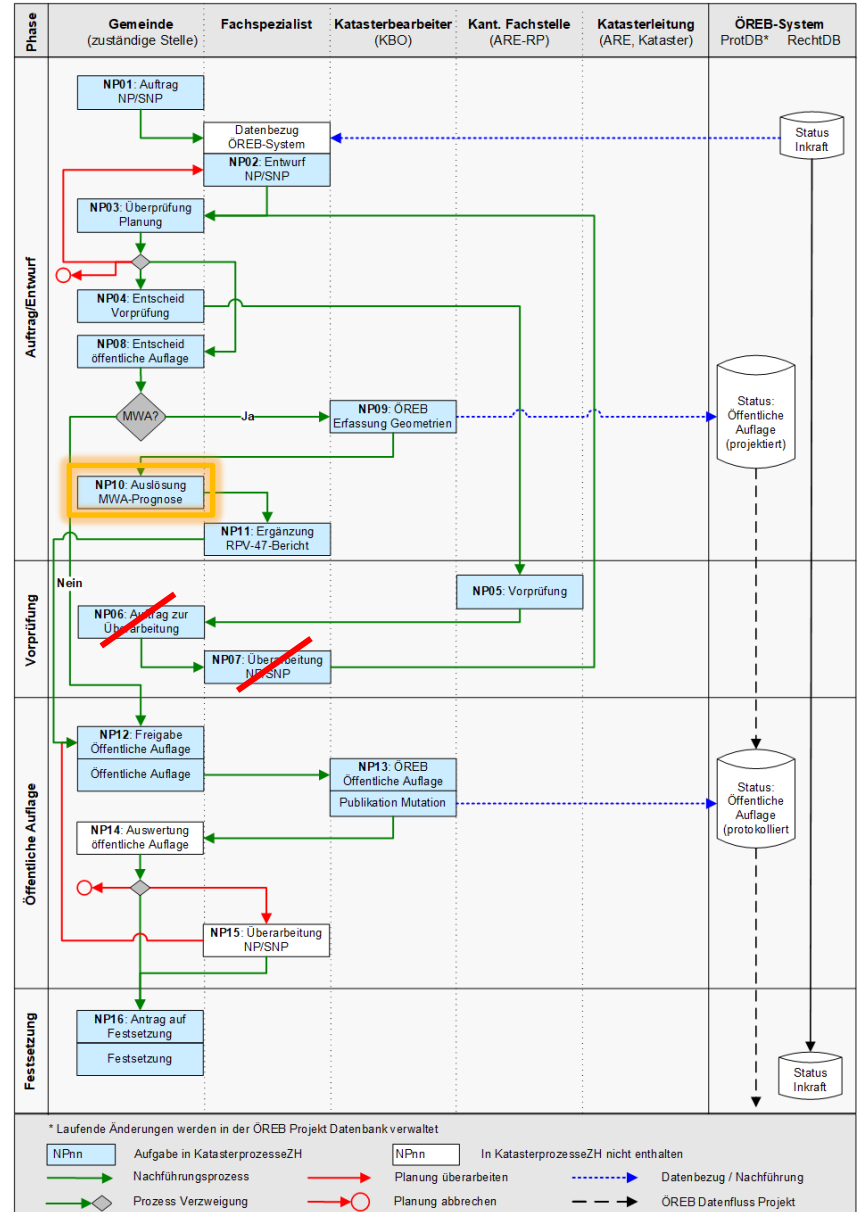 Phase
Gemeinde
(zuständige Stelle)
Fachspezialist
Katasterbearbeiter
(KBO)
Kant. Fachstelle
(ARE-RP)
Katasterleitung
(ARE, Kataster)
ÖREB-System
ProtDB* RechtDB
Auftrag/Entwurf
NP01: Auftrag
NP/SNP
Datenbezug
ÖREB-System
NP02: Entwurf
NP/SNP
Status
Inkraft
NP03: Überprüfung
Planung
NP04: Entscheid
Vorprüfung
NP08: Entscheid
öffentliche Auflage
MWA?
Ja
NP09: ÖREB
Erfassung Geometrien
Status:
Öffentliche
Auflage
(projektiert)
NP10: Auslösung
MWA-Prognose
NP11: Ergänzung
RPV-47-Bericht
Nein
Vorprüfung
NP05: Vorprüfung
NP06: Auftrag zur
Überarbeitung
NP07: Überarbeitung
NP/SNP
Öffentliche Auflage
NP12: Freigabe
Öffentliche Auflage
Öffentliche Auflage
NP13: ÖREB
Öffentliche Auflage
Publikation Mutation
Status:
Öffentliche
Auflage
(protokolliert
NP14: Auswertung
öffentliche Auflage
NP15: Überarbeitung
NP/SNP
Festsetzung
NP16: Antrag auf
Festsetzung
Festsetzung
Status
Inkraft
* Laufende Änderungen werden in der ÖREB Projekt Datenbank verwaltet
NPnn Aufgabe in KatasterprozesseZH NPnn In KatasterprozesseZH nicht enthalten
Nachführungsprozess Planung überarbeiten Datenbezug / Nachführung
Prozess Verzweigung Planung abbrechen ÖREB Datenfluss Projekt